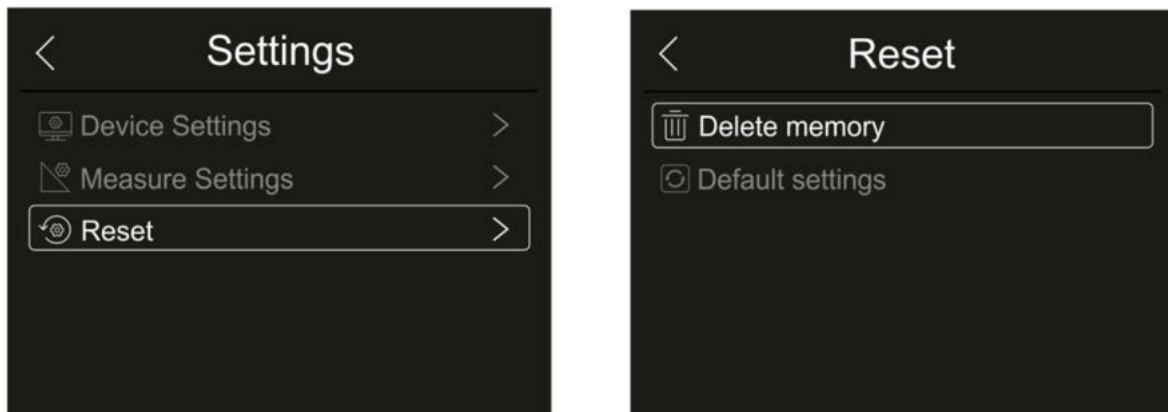 Settings
Device Settings
Measure Settings
Reset
Reset
Delete memory
Default settings